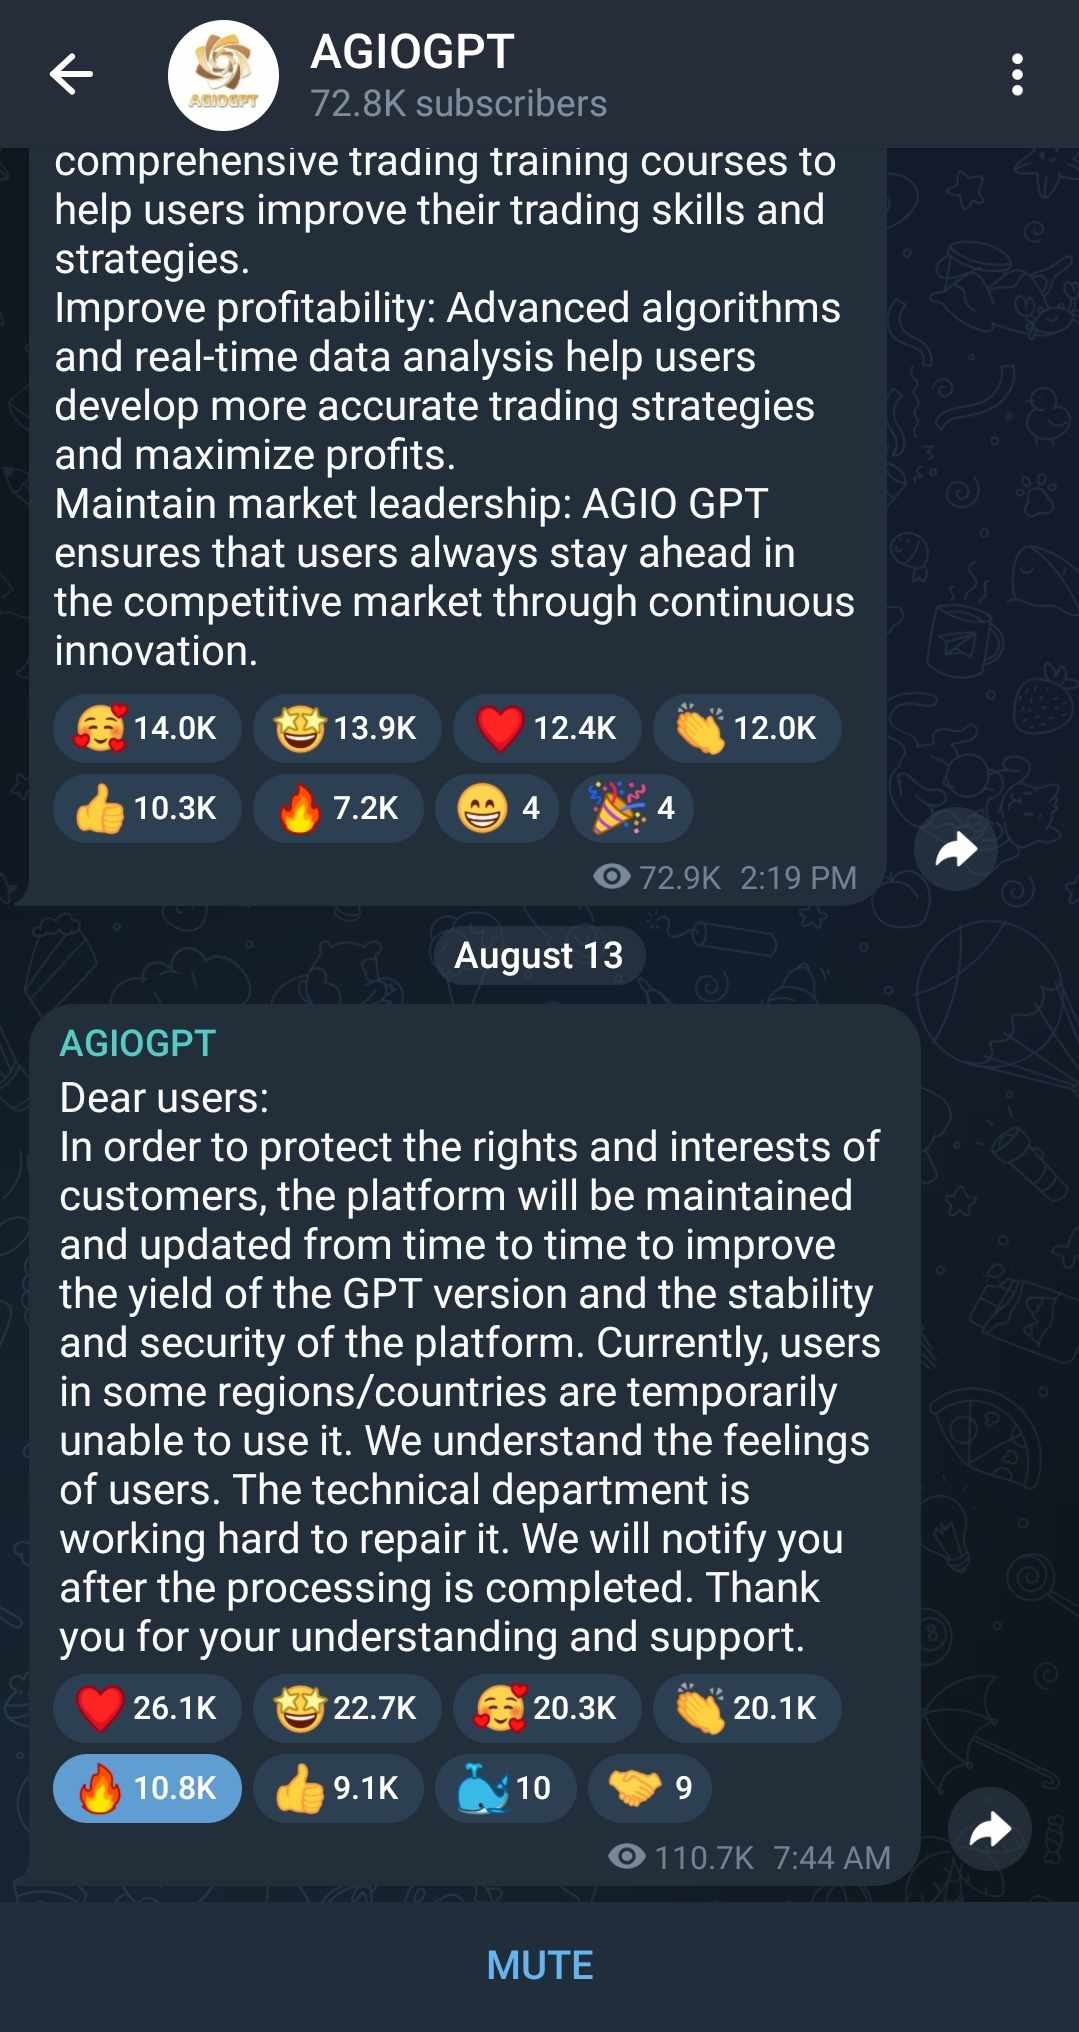 AGIOGPT
AGIOGPT
72.8K subscribers
comprehensive trading training courses to
help users improve their trading skills and
strategies.
Improve profitability: Advanced algorithms
and real-time data analysis help users
develop more accurate trading strategies
and maximize profits.
Maintain market leadership: AGIO GPT
ensures that users always stay ahead in
the competitive market through continuous
innovation.
14.0K 13.9K 12.4K 12.0K
10.3K 7.2K 4 4
72.9K 2:19 PM
August 13
AGIOGPT
Dear users:
In order to protect the rights and interests of
customers, the platform will be maintained
and updated from time to time to improve
the yield of the GPT version and the stability
and security of the platform. Currently, users
in some regions/countries are temporarily
unable to use it. We understand the feelings
of users. The technical department is
working hard to repair it. We will notify you
after the processing is completed. Thank
you for your understanding and support.
26.1K 22.7K 20.3K 20.1K
10.8K 9.1K 10 9
110.7K 7:44 AM
MUTE